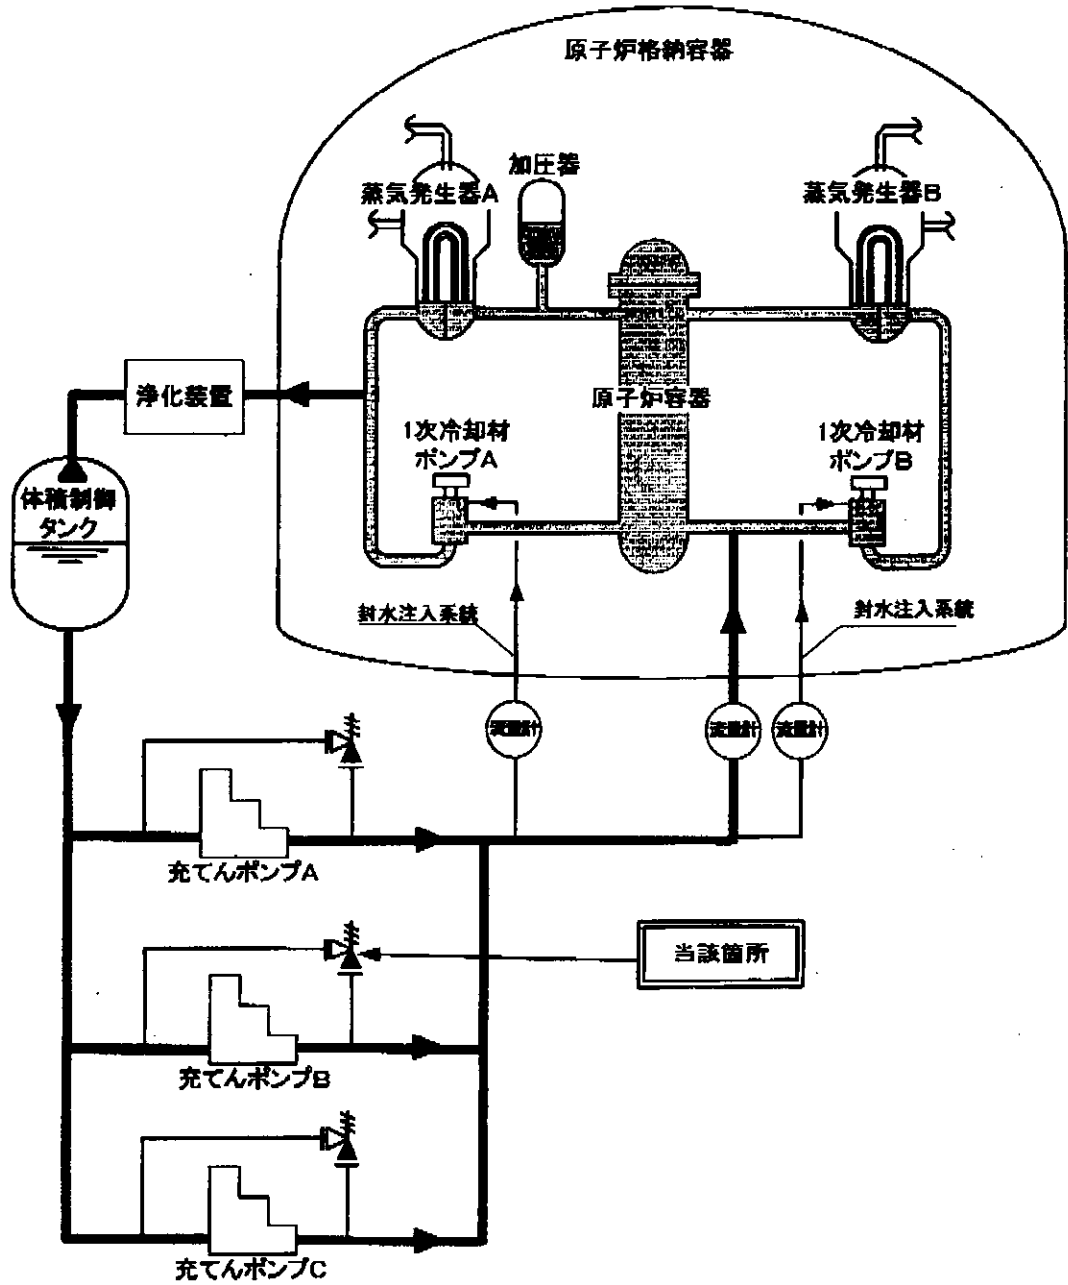 原子炉格納容器
加圧器
蒸気発生器A
蒸気発生器B
浄化装置
原子炉容器
1次冷却材
ポンプA
1次冷却材
ポンプB
体積制御
タンク
封水注入系統
封水注入系統
流量計
流量計
流量計
充てんポンプA
当該箇所
充てんポンプB
充てんポンプC